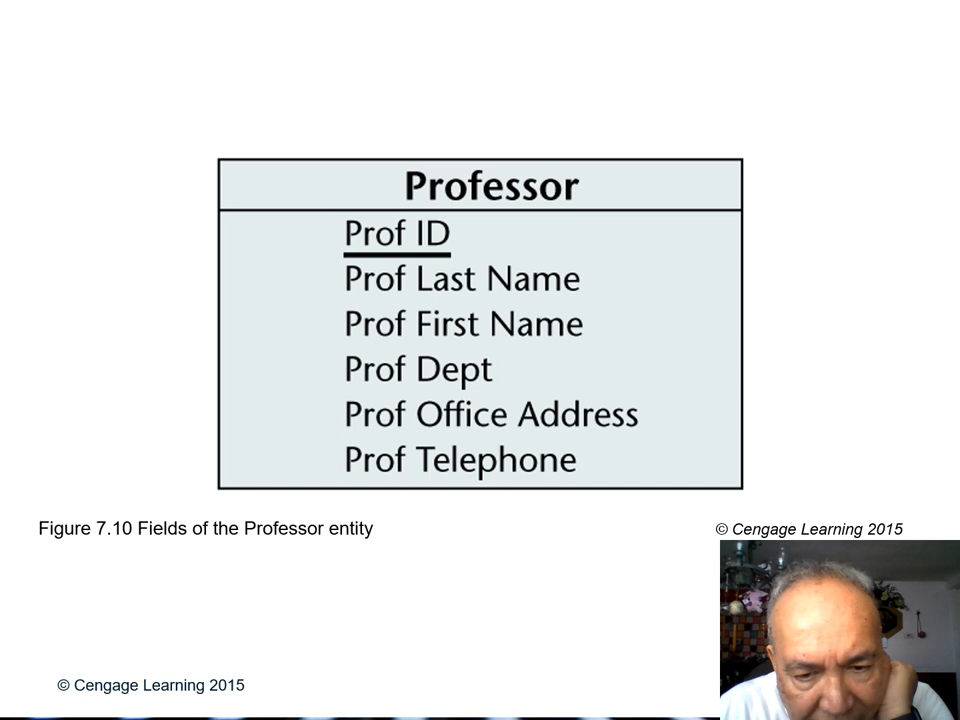 Professor
Prof ID
Prof Last Name
Prof First Name
Prof Dept
Prof Office Address
Prof Telephone
Figure 7.10 Fields of the Professor entity
© Cengage Learning 2015
© Cengage Learning 2015